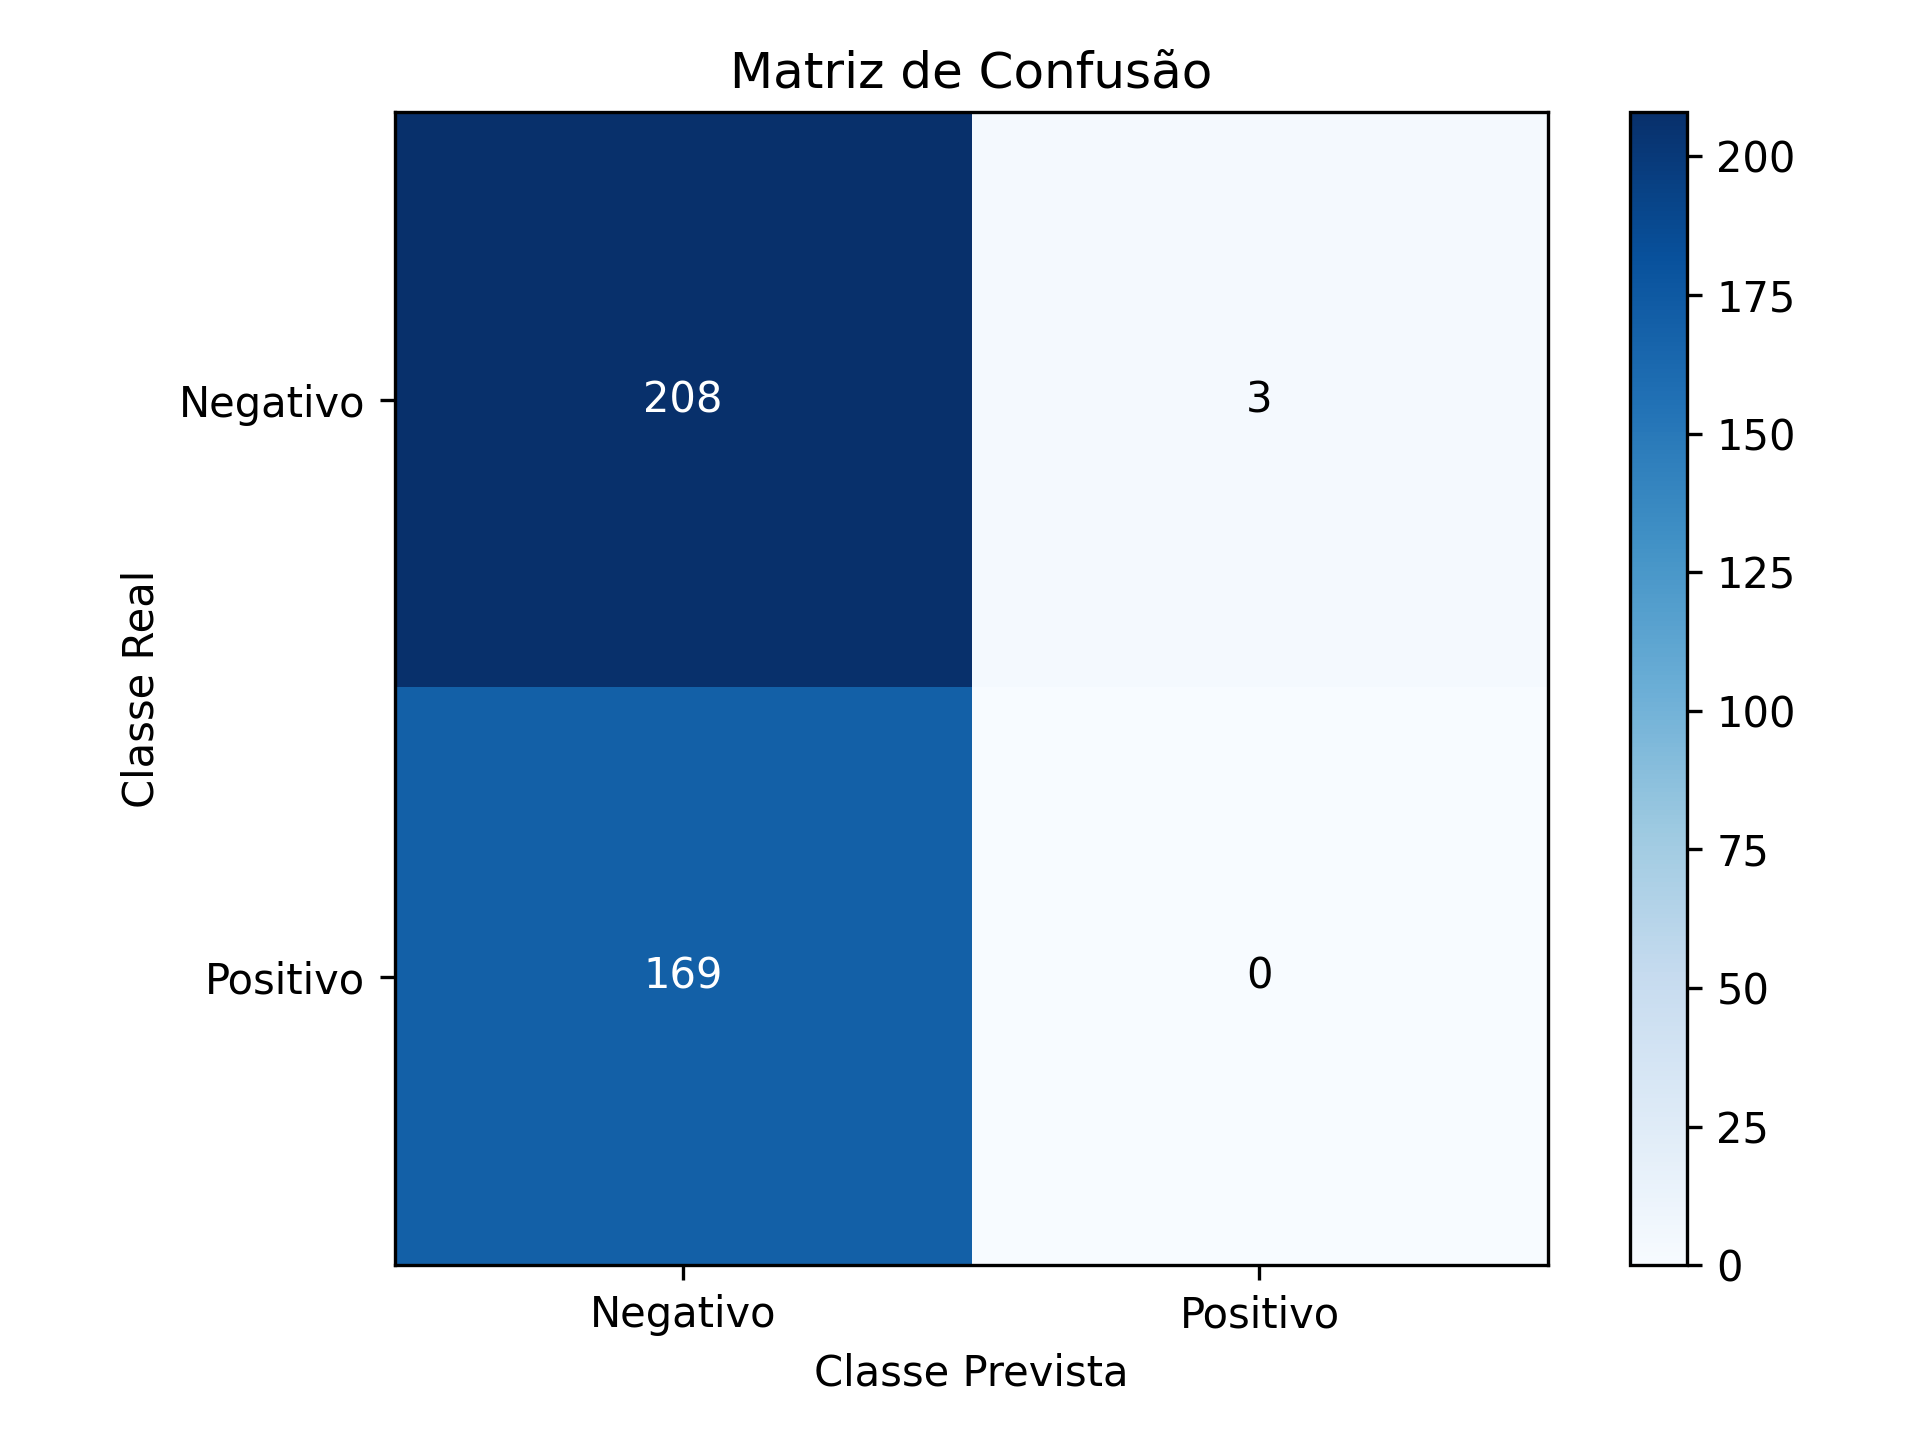 Matriz de Confusão
Negativo
Positivo
Classe Real
208
3
169
0
Negativo
Positivo
Classe Prevista
200
175
150
125
100
75
50
25
0